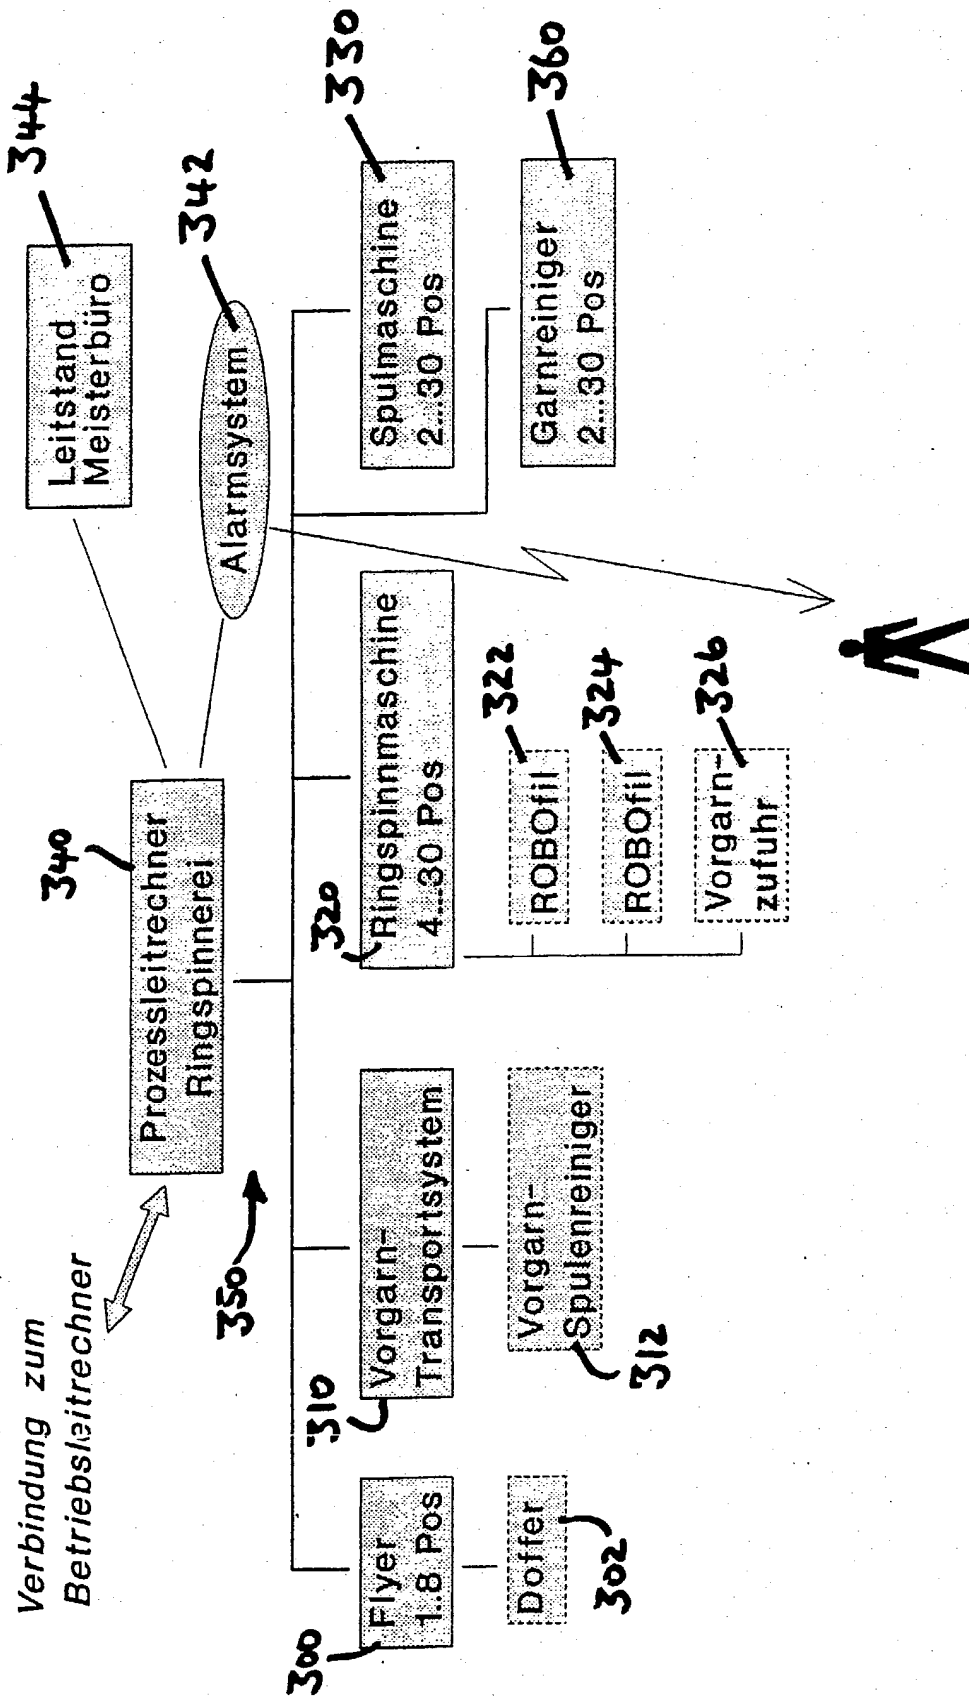 Verbindung zum
Betriebsleitrechner
340
Prozessleitrechner
Ringspinnerei
344
Leitstand
Meisterbüro
342
Alarmsystem
350
300
Flyer
1..8 Pos
310
Vorgarn-
Transportsystem
320
Ringspinnmaschine
4...30 Pos
330
Spulmaschine
2...30 Pos
302
Doffer
312
Vorgarn-
Spulenreiniger
322
ROBOfil
324
ROBOfil
326
Vorgarn-
zufuhr
360
Garnreiniger
2...30 Pos